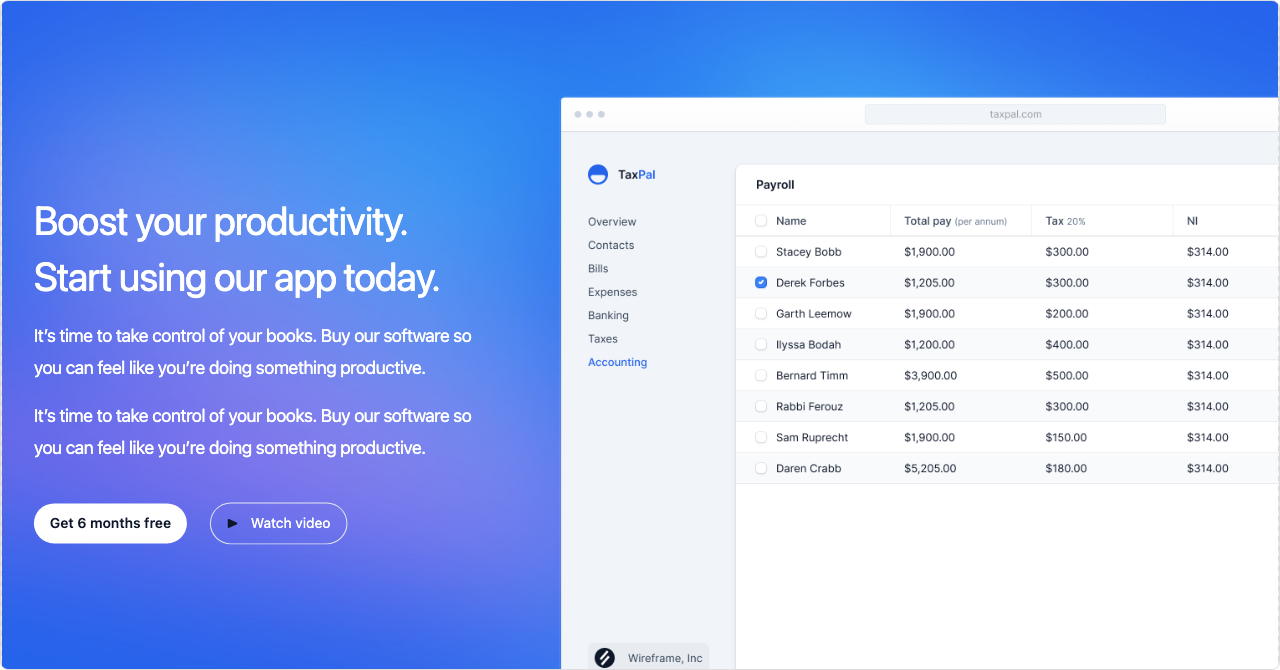 Boost your productivity.
Start using our app today.
It’s time to take control of your books. Buy our software so
you can feel like you’re doing something productive.
It’s time to take control of your books. Buy our software so
you can feel like you’re doing something productive.
Get 6 months free
Watch video
taxpal.com
TaxPal
Overview
Contacts
Bills
Expenses
Banking
Taxes
Accounting
Wireframe, Inc
Payroll
Name Total pay (per annum) Tax 20% NI
Stacey Bobb $1,900.00 $300.00 $314.00
Derek Forbes $1,205.00 $300.00 $314.00
Garth Leemow $1,900.00 $200.00 $314.00
Ilyssa Bodah $1,200.00 $400.00 $314.00
Bernard Timm $3,900.00 $500.00 $314.00
Rabbi Ferouz $1,205.00 $300.00 $314.00
Sam Ruprecht $1,900.00 $150.00 $314.00
Daren Crabb $5,205.00 $180.00 $314.00